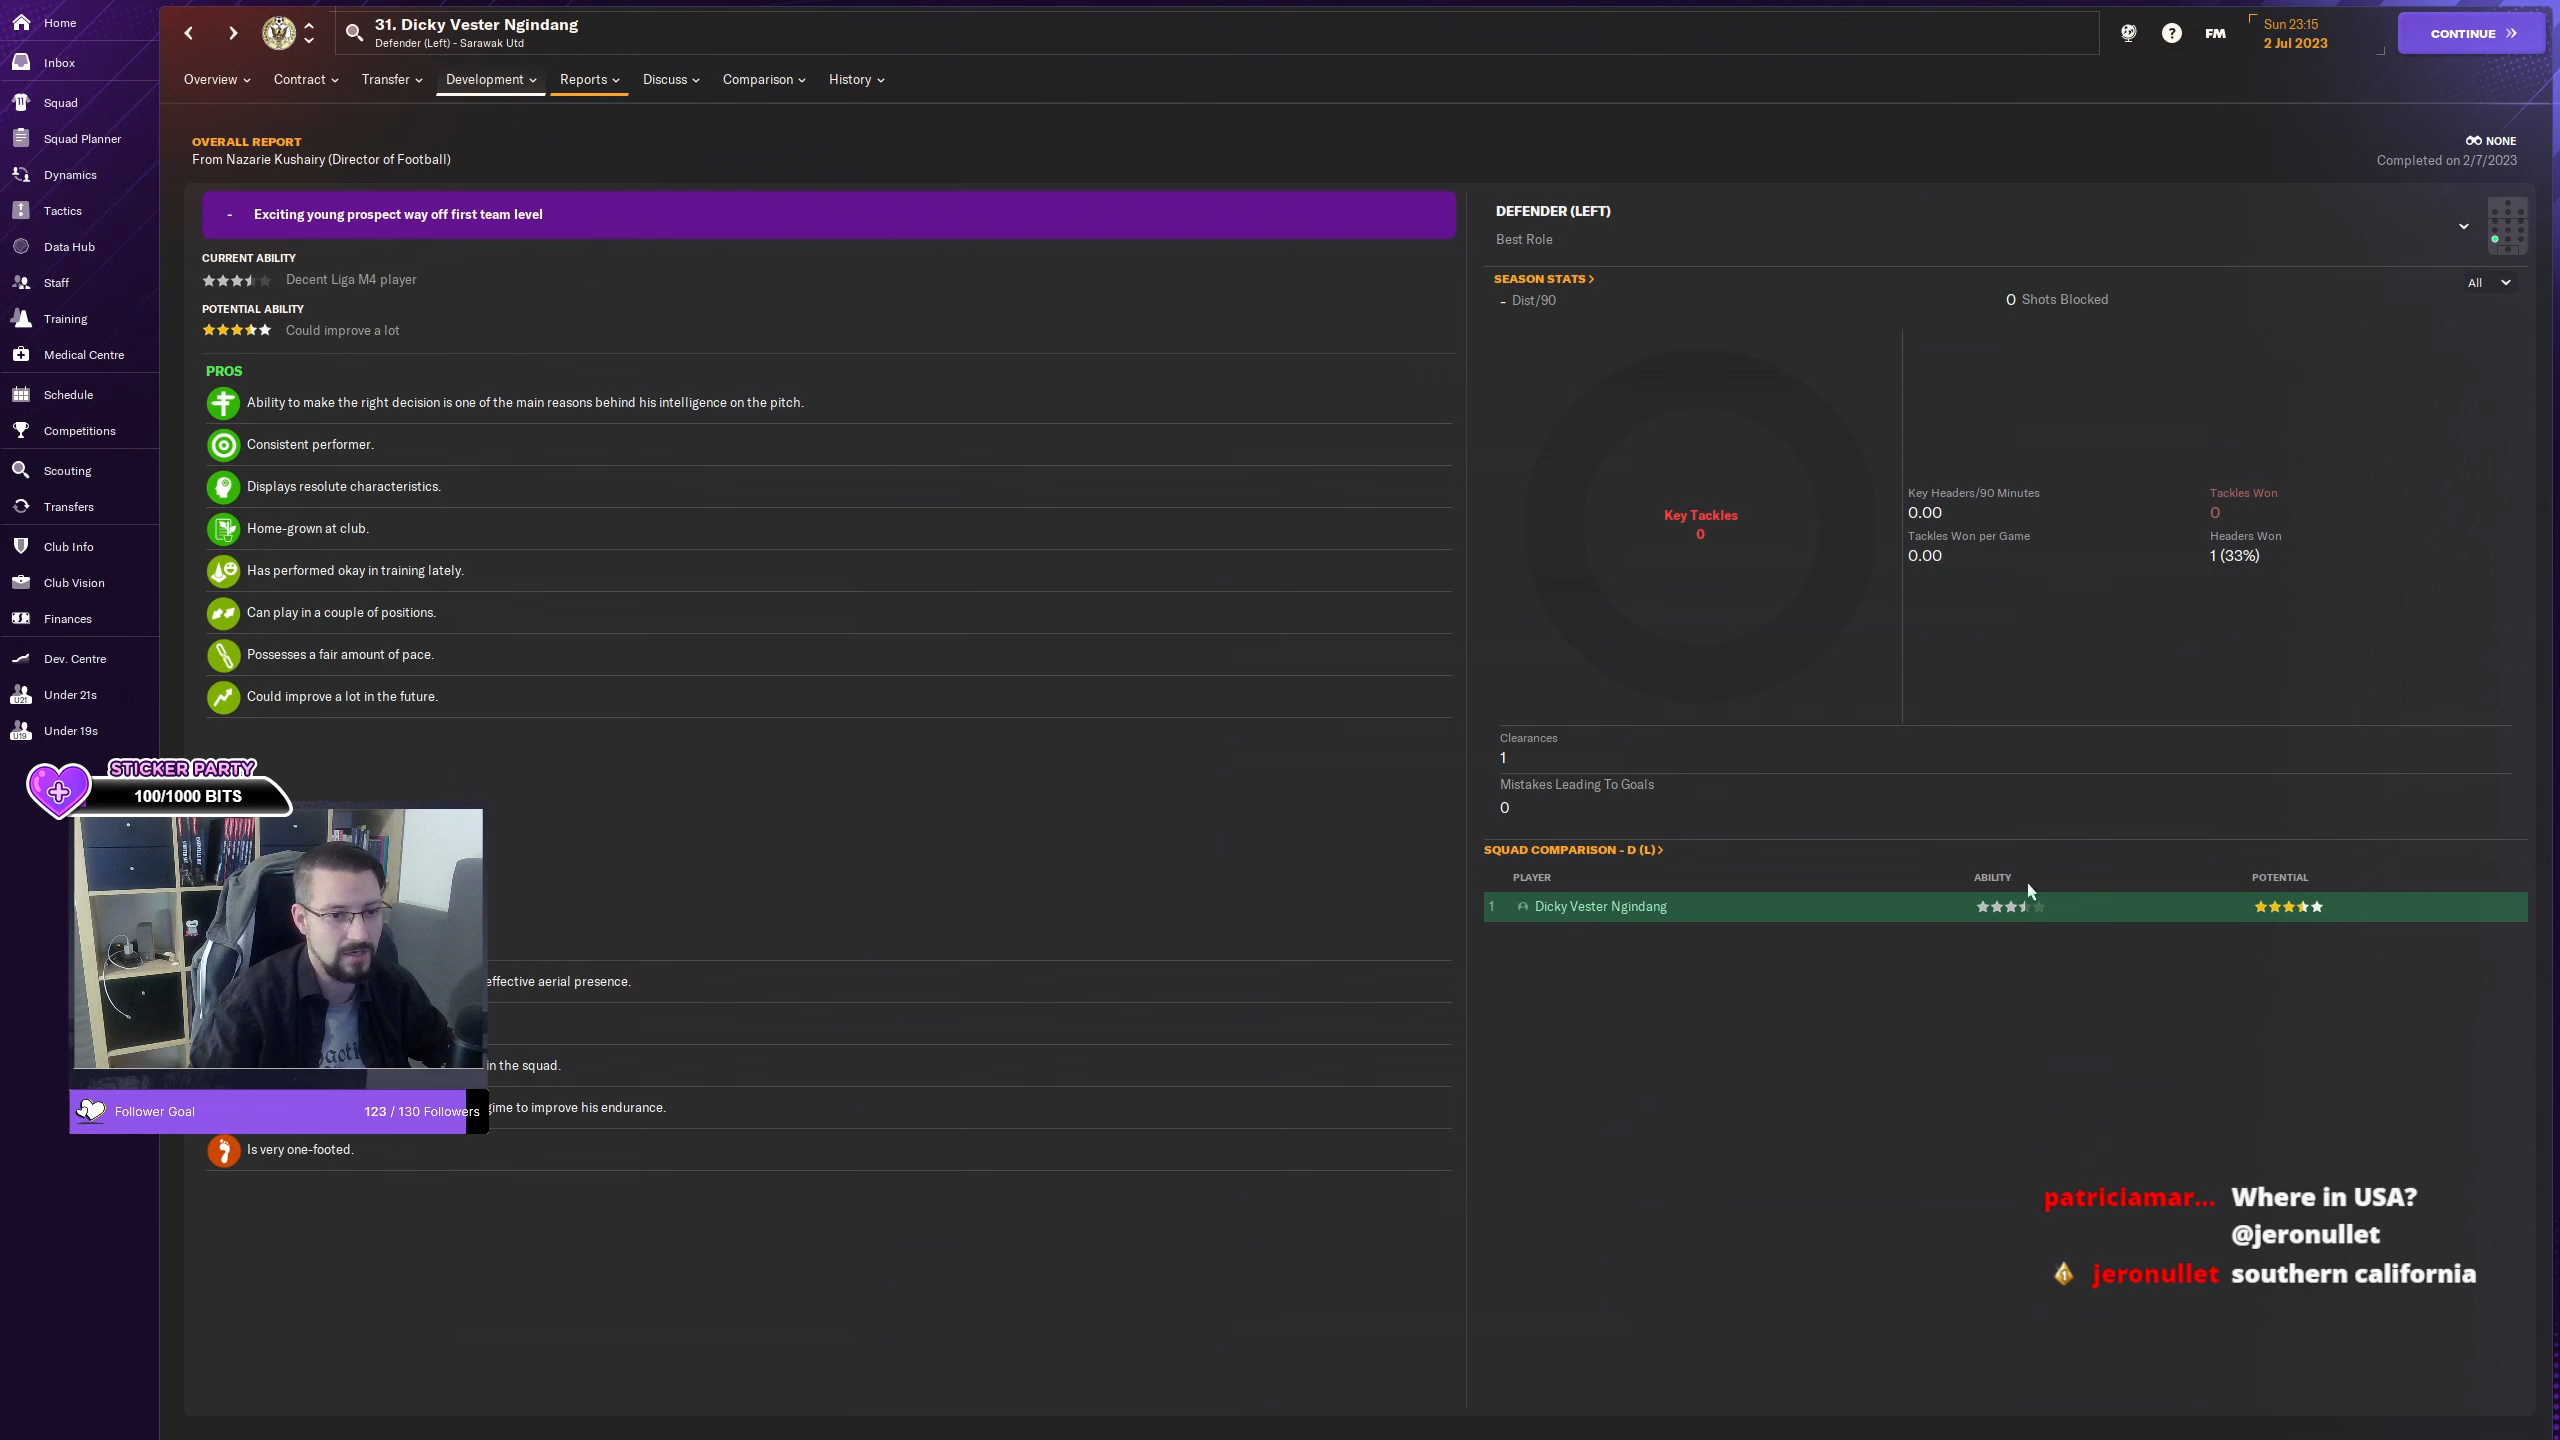 Home
Inbox
Squad
Squad Planner
Dynamics
Tactics
Data Hub
Staff
Training
Medical Centre
Schedule
Competitions
Scouting
Transfers
Club Info
Club Vision
Finances
Dev. Centre
U21 Under 21s
U19 Under 19s
31. Dicky Vester Ngindang
Defender (Left) - Sarawak Utd
? FM
Sun 23:15
2 Jul 2023
CONTINUE
Overview Contract Transfer Development Reports Discuss Comparison History
OVERALL REPORT
From Nazarie Kushairy (Director of Football)
NONE
Completed on 2/7/2023
- Exciting young prospect way off first team level
CURRENT ABILITY
Decent Liga M4 player
POTENTIAL ABILITY
Could improve a lot
PROS
Ability to make the right decision is one of the main reasons behind his intelligence on the pitch.
Consistent performer.
Displays resolute characteristics.
Home-grown at club.
Has performed okay in training lately.
Can play in a couple of positions.
Possesses a fair amount of pace.
Could improve a lot in the future.
effective aerial presence.
in the squad.
gime to improve his endurance.
Is very one-footed.
DEFENDER (LEFT)
Best Role
SEASON STATS >
All
- Dist/90
0 Shots Blocked
Key Tackles
0
Key Headers/90 Minutes
0.00
Tackles Won
0
Tackles Won per Game
0.00
Headers Won
1 (33%)
Clearances
1
Mistakes Leading To Goals
0
SQUAD COMPARISON - D (L) >
PLAYER ABILITY POTENTIAL
1 Dicky Vester Ngindang
STICKER PARTY
100/1000 BITS
Follower Goal 123 / 130 Followers
patriciamar... Where in USA?
@jeronullet
1 jeronullet southern california